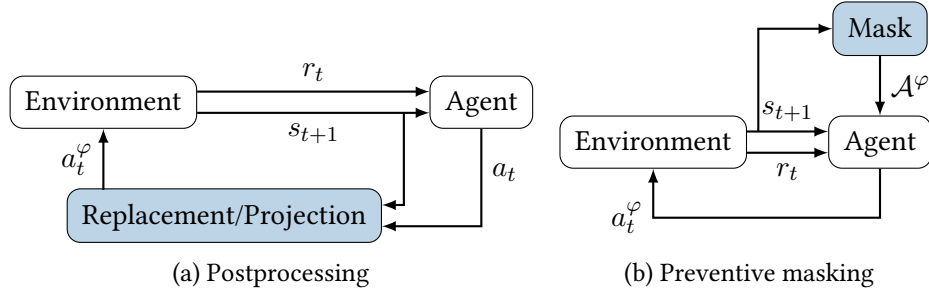 Environment
r_t
s_{t+1}
Agent
a_t^φ
a_t
Replacement/Projection
(a) Postprocessing
Mask
𝒜^φ
Environment
s_{t+1}
r_t
Agent
a_t^φ
(b) Preventive masking